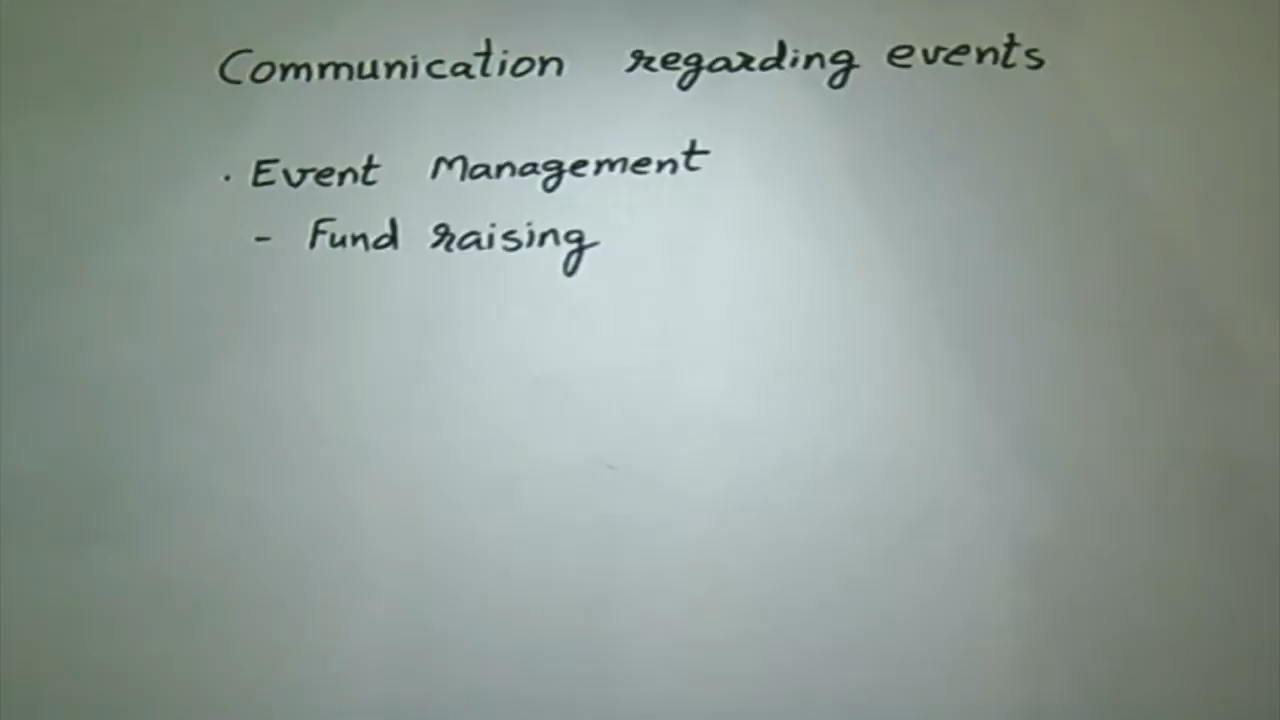 Communication regarding events
· Event Management
- Fund raising